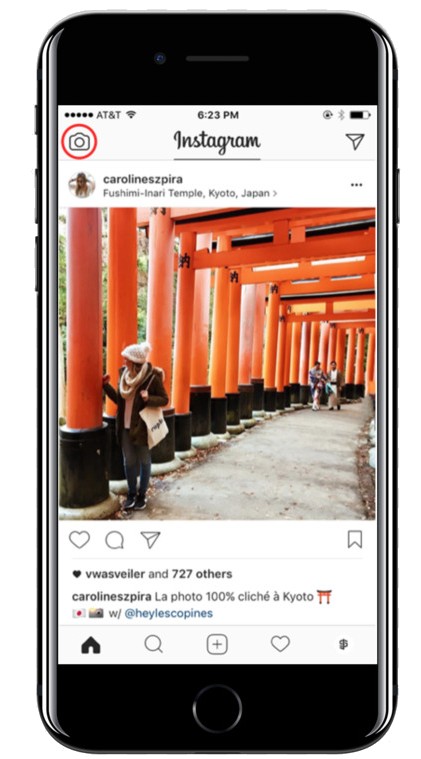 AT&T 6:23 PM
Instagram
carolineszpira
Fushimi-Inari Temple, Kyoto, Japan >
vwasveiler and 727 others
carolineszpira La photo 100% cliché à Kyoto ⛩️
🇯🇵 📸 w/ @heylescopines